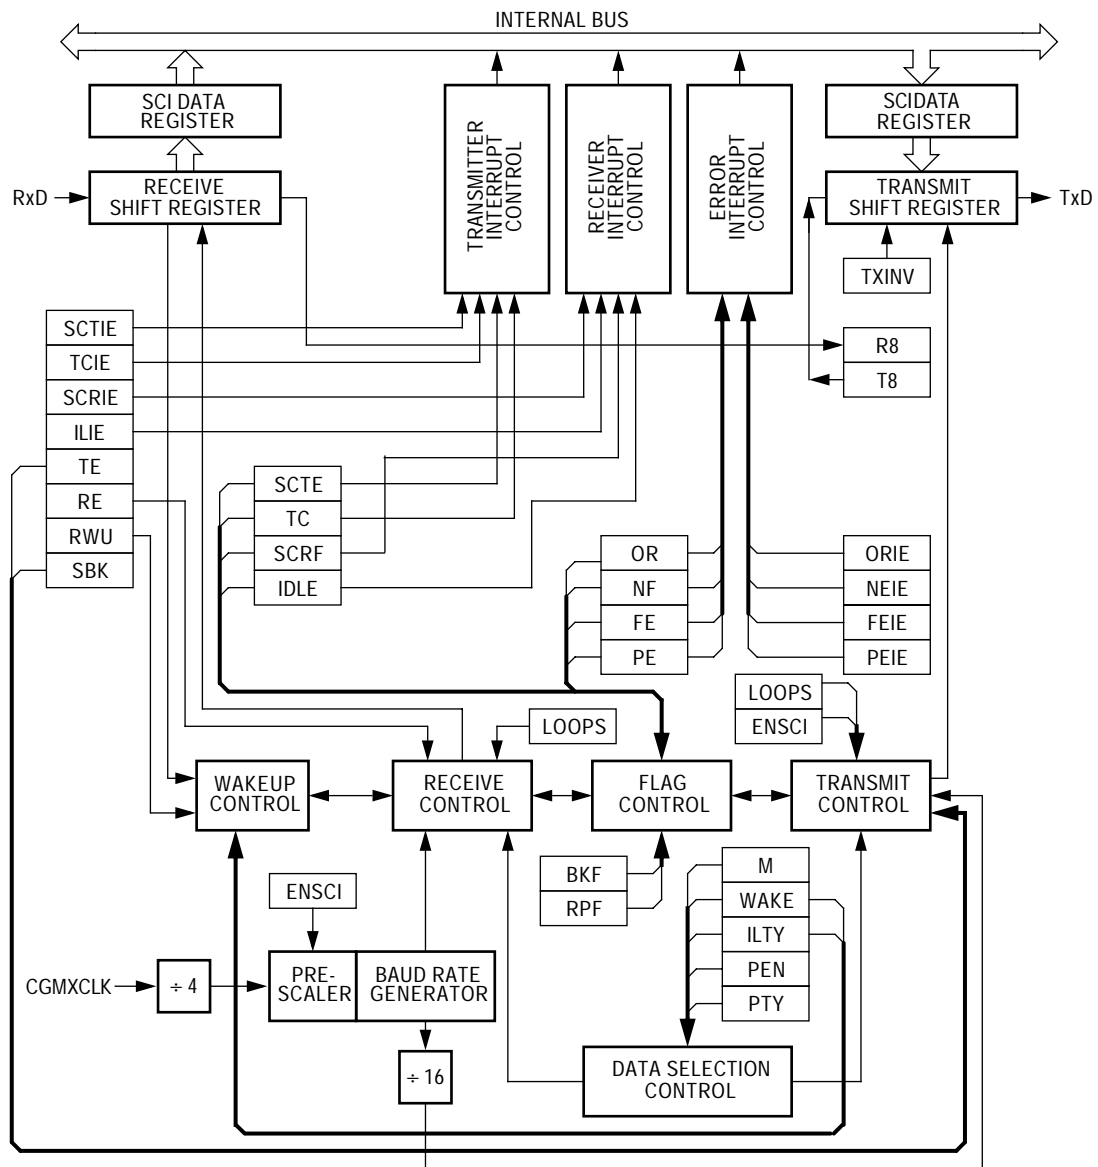 INTERNAL BUS
SCI DATA
REGISTER
TRANSMITTER
INTERRUPT
CONTROL
RECEIVER
INTERRUPT
CONTROL
ERROR
INTERRUPT
CONTROL
SCIDATA
REGISTER
RxD
RECEIVE
SHIFT REGISTER
TRANSMIT
SHIFT REGISTER
TxD
TXINV
SCTIE
TCIE
SCRIE
ILIE
TE
RE
RWU
SBK
R8
T8
SCTE
TC
SCRF
IDLE
OR
NF
FE
PE
ORIE
NEIE
FEIE
PEIE
LOOPS
LOOPS
ENSCI
WAKEUP
CONTROL
RECEIVE
CONTROL
FLAG
CONTROL
TRANSMIT
CONTROL
BKF
RPF
M
WAKE
ILTY
PEN
PTY
ENSCI
CGMXCLK
÷ 4
PRE-
SCALER
BAUD RATE
GENERATOR
÷ 16
DATA SELECTION
CONTROL